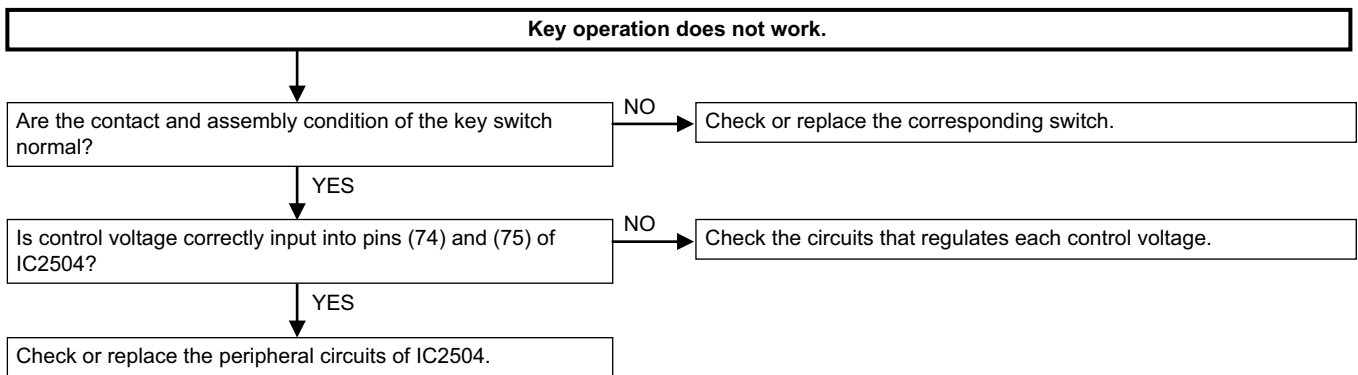 Key operation does not work.
Are the contact and assembly condition of the key switch
normal?
NO
Check or replace the corresponding switch.
YES
Is control voltage correctly input into pins (74) and (75) of
IC2504?
NO
Check the circuits that regulates each control voltage.
YES
Check or replace the peripheral circuits of IC2504.